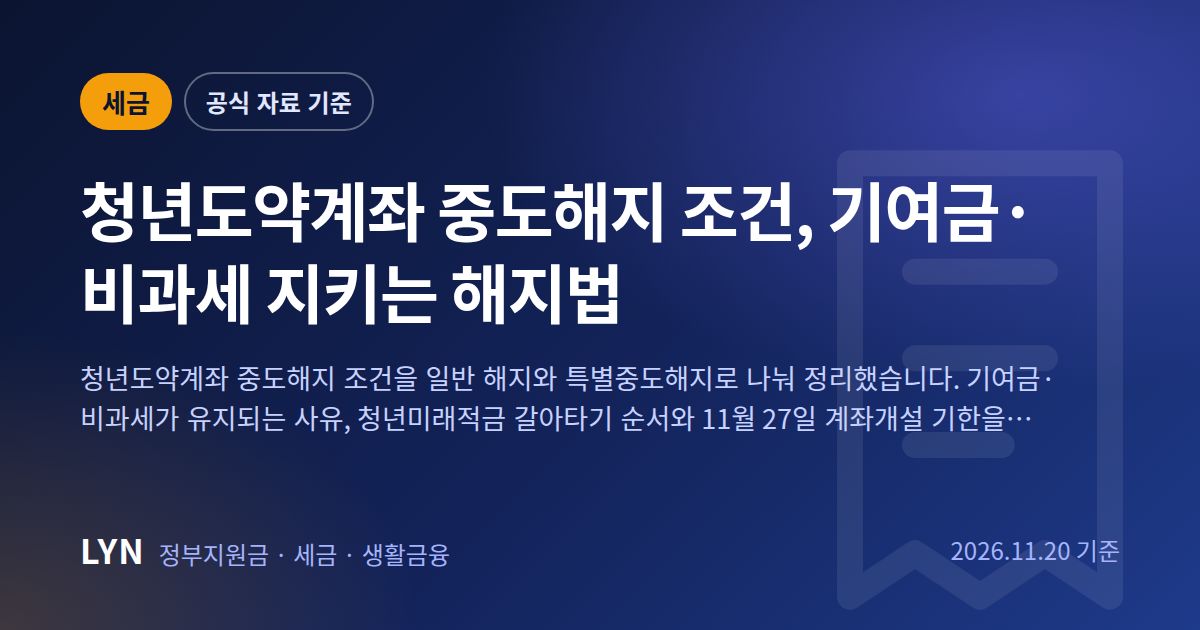 세금
공식 자료 기준
청년도약계좌 중도해지 조건, 기여금·
비과세 지키는 해지법
청년도약계좌 중도해지 조건을 일반 해지와 특별중도해지로 나눠 정리했습니다. 기여금·
비과세가 유지되는 사유, 청년미래적금 갈아타기 순서와 11월 27일 계좌개설 기한을…
LYN 정부지원금 · 세금 · 생활금융
2026.11.20 기준